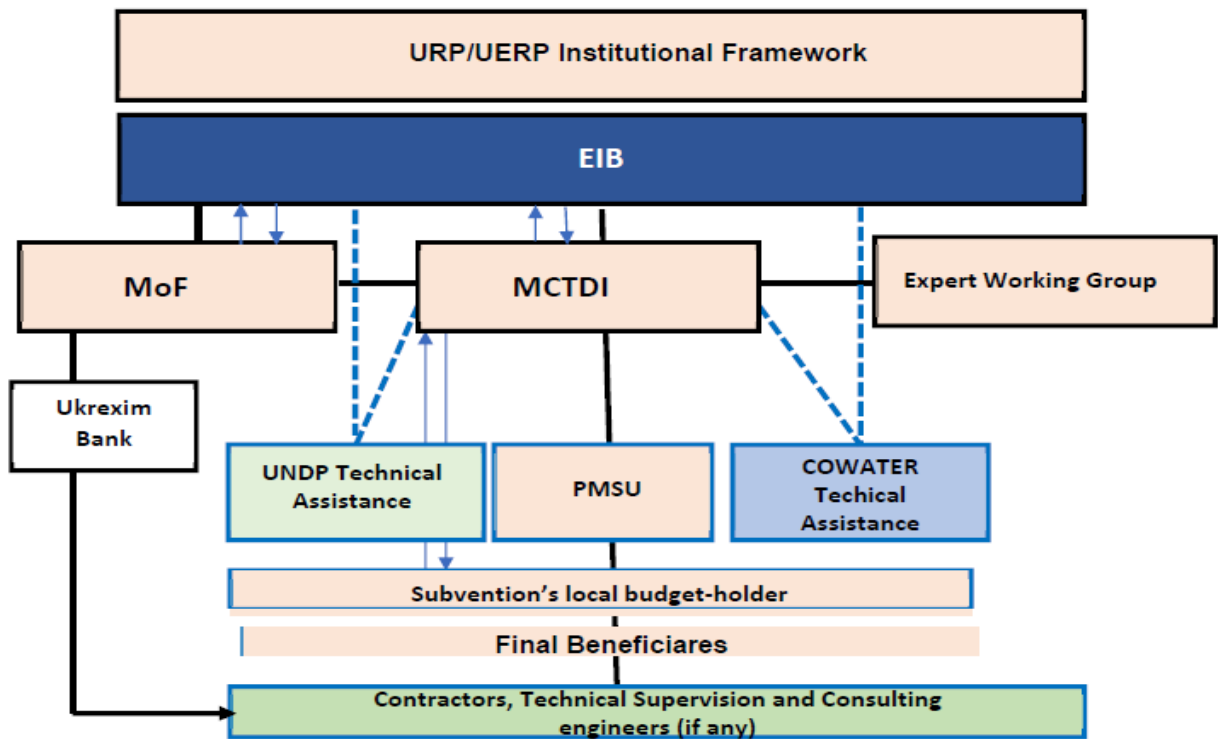 URP/UERP Institutional Framework
EIB
MoF
MCTDI
Expert Working Group
Ukrexim
Bank
UNDP Technical
Assistance
PMSU
COWATER
Techical
Assistance
Subvention’s local budget-holder
Final Beneficiares
Contractors, Technical Supervision and Consulting
engineers (if any)